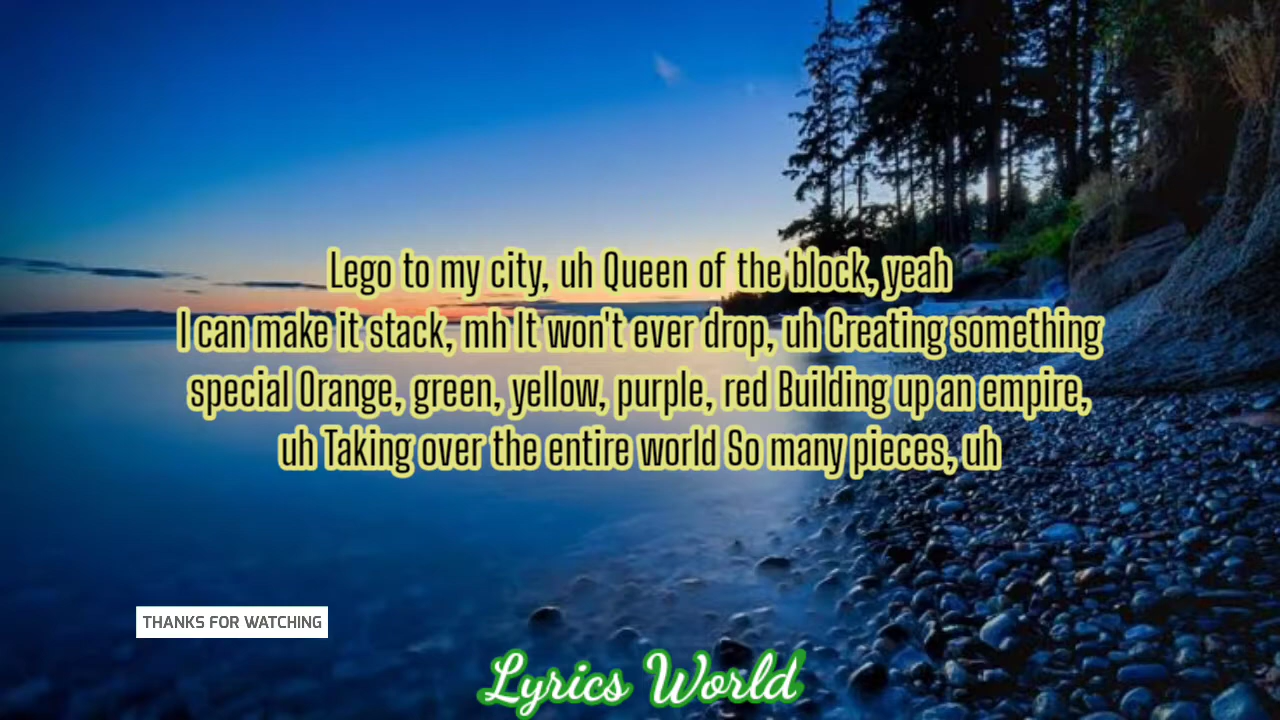 Lego to my city, uh Queen of the block, yeah
I can make it stack, mh It won't ever drop, uh Creating something
special Orange, green, yellow, purple, red Building up an empire,
uh Taking over the entire world So many pieces, uh
THANKS FOR WATCHING
Lyrics World